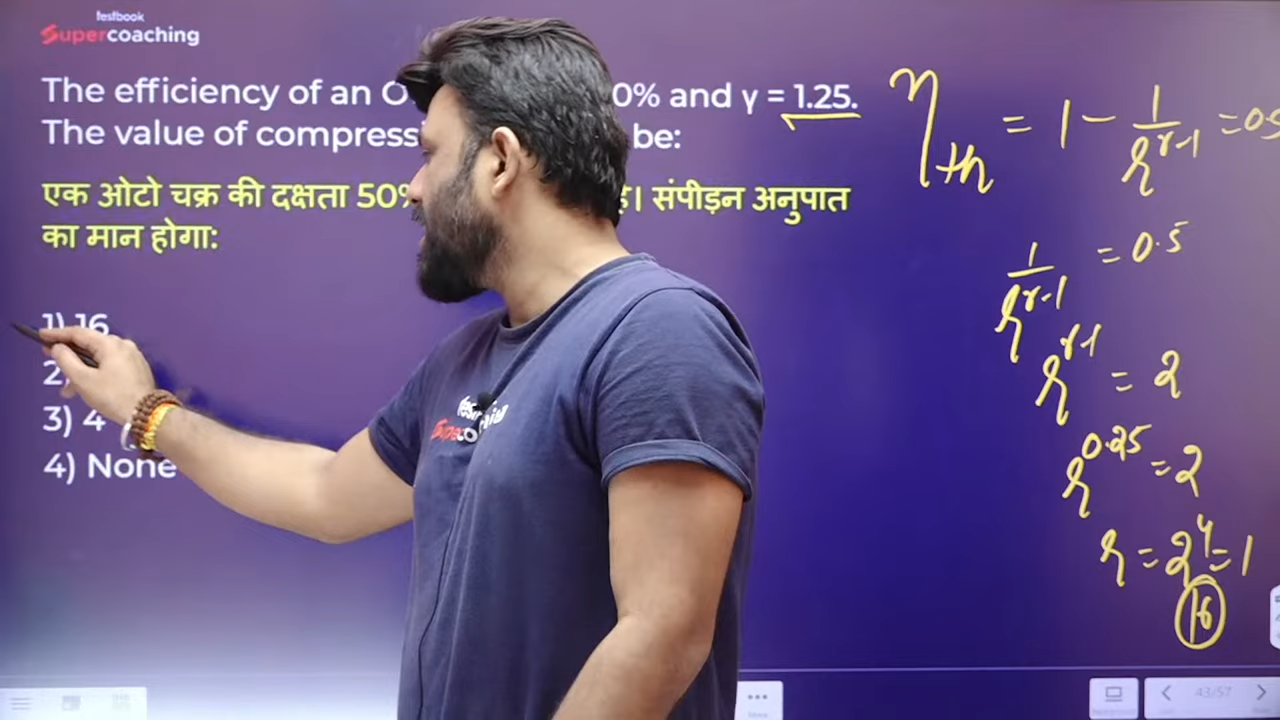 testbook
Supercoaching
The efficiency of an 0% and γ = 1.25.
The value of compress be:
एक ओटो चक्र की दक्षता 50% है। संपीड़न अनुपात
का मान होगा:
1) 16
2)
3) 4
4) None
η_th = 1 - 1/r^(γ-1) = 0.5
1/r^(γ-1) = 0.5
r^(γ-1) = 2
r^0.25 = 2
r = 2^4 = 1
16
43/57